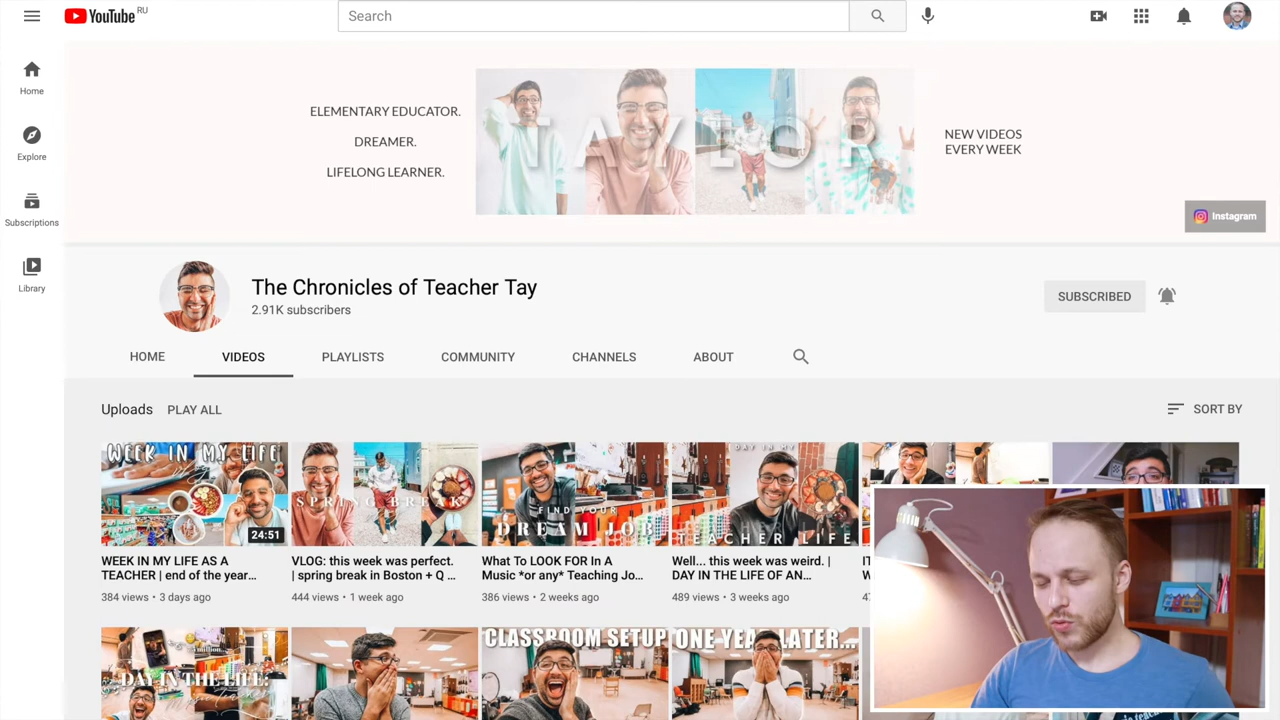 YouTube RU
Search
Home
Explore
Subscriptions
Library
ELEMENTARY EDUCATOR.
DREAMER.
LIFELONG LEARNER.
TAYLOR
NEW VIDEOS
EVERY WEEK
Instagram
The Chronicles of Teacher Tay
2.91K subscribers
SUBSCRIBED
HOME
VIDEOS
PLAYLISTS
COMMUNITY
CHANNELS
ABOUT
Uploads
PLAY ALL
SORT BY
WEEK IN MY LIFE
24:51
SPRING BREAK
FIND YOUR
DREAM JOB
DAY IN MY
TEACHER LIFE
WEEK IN MY LIFE AS A
TEACHER | end of the year...
384 views • 3 days ago
VLOG: this week was perfect.
| spring break in Boston + Q ...
444 views • 1 week ago
What To LOOK FOR In A
Music *or any* Teaching Jo...
386 views • 2 weeks ago
Well... this week was weird. |
DAY IN THE LIFE OF AN...
489 views • 3 weeks ago
DAY IN THE LIFE:
CLASSROOM SETUP
ONE YEAR LATER...